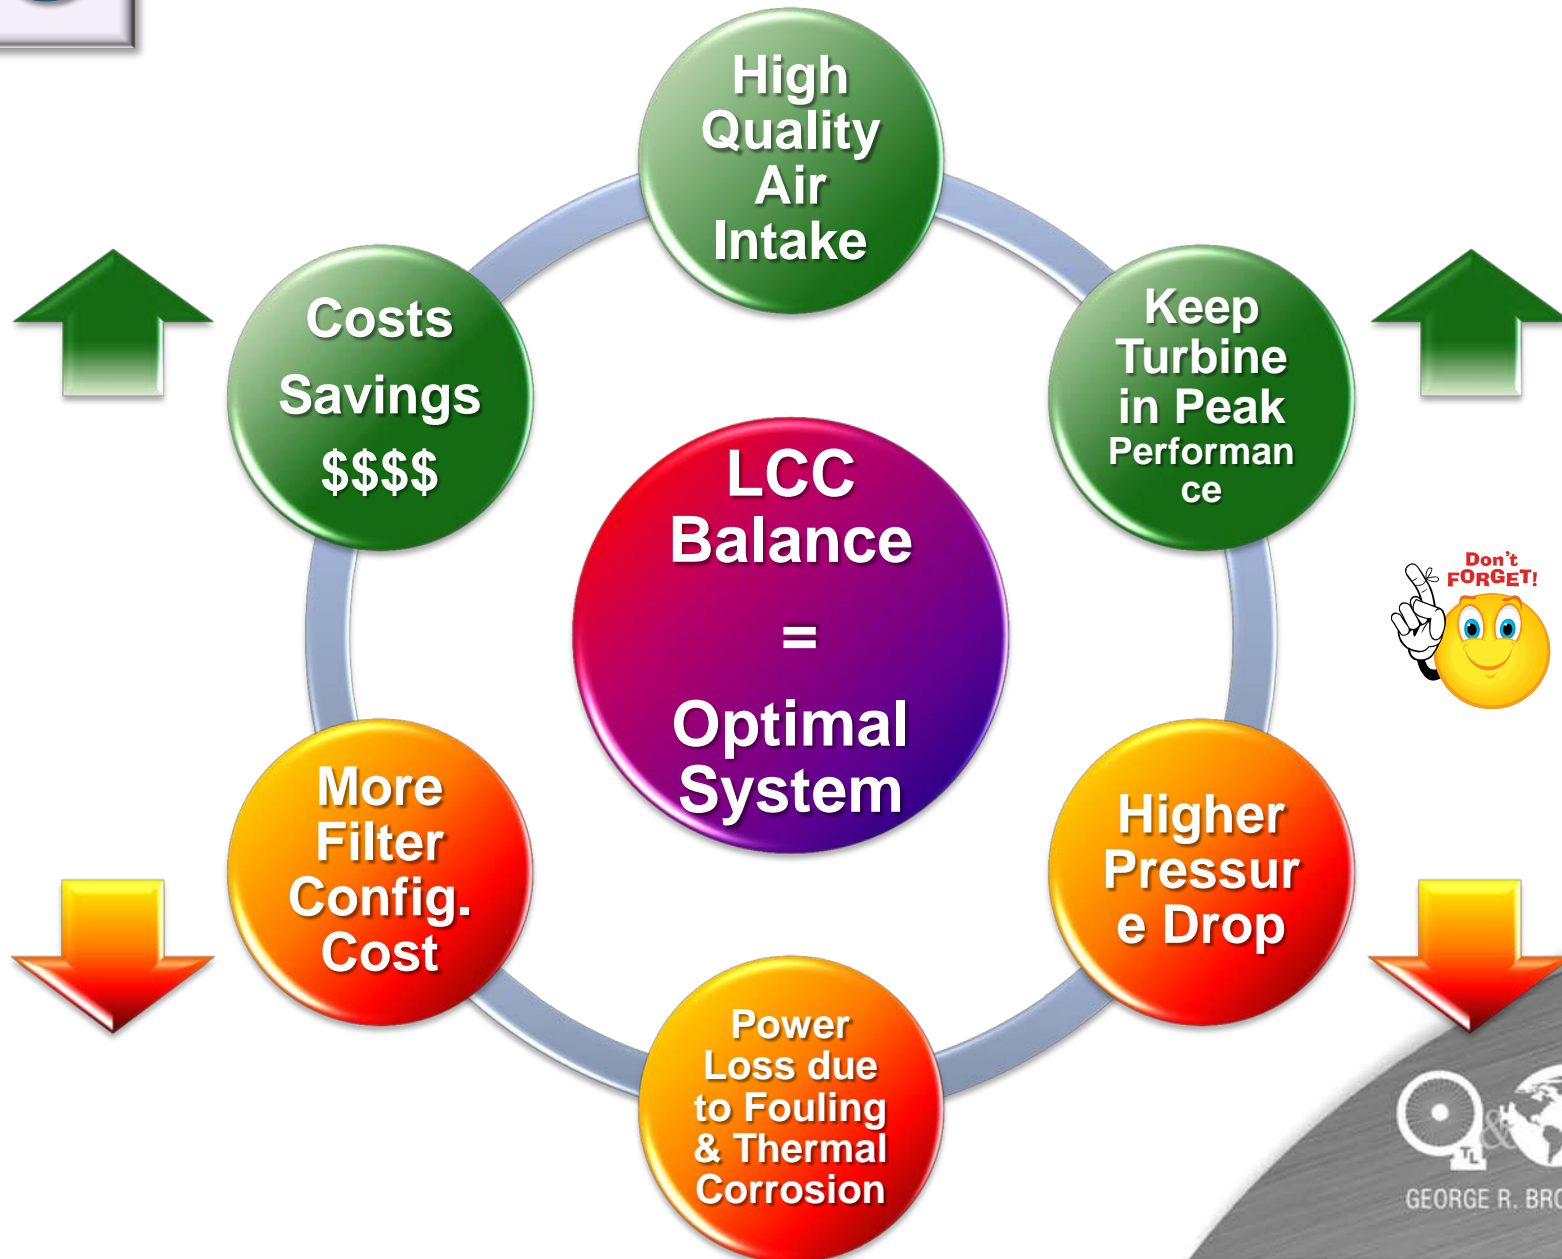 High
Quality
Air
Intake
Costs
Savings
$$$$
Keep
Turbine
in Peak
Performan
ce
LCC
Balance
=
Optimal
System
Don't
FORGET!
More
Filter
Config.
Cost
Higher
Pressur
e Drop
Power
Loss due
to Fouling
& Thermal
Corrosion
&
TL
GEORGE R. BRO